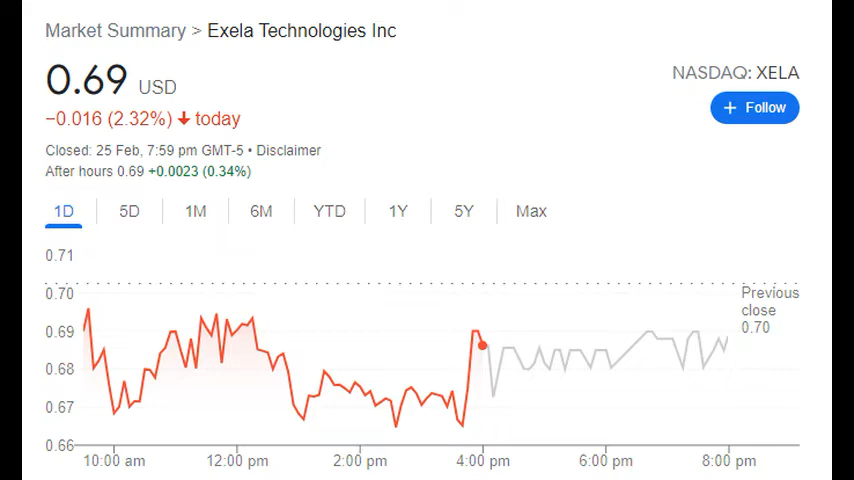 Market Summary > Exela Technologies Inc
0.69 USD
NASDAQ: XELA
−0.016 (2.32%) ↓ today
+ Follow
Closed: 25 Feb, 7:59 pm GMT-5 • Disclaimer
After hours 0.69 +0.0023 (0.34%)
1D 5D 1M 6M YTD 1Y 5Y Max
0.71
0.70
0.69
0.68
0.67
0.66
Previous
close
0.70
10:00 am 12:00 pm 2:00 pm 4:00 pm 6:00 pm 8:00 pm